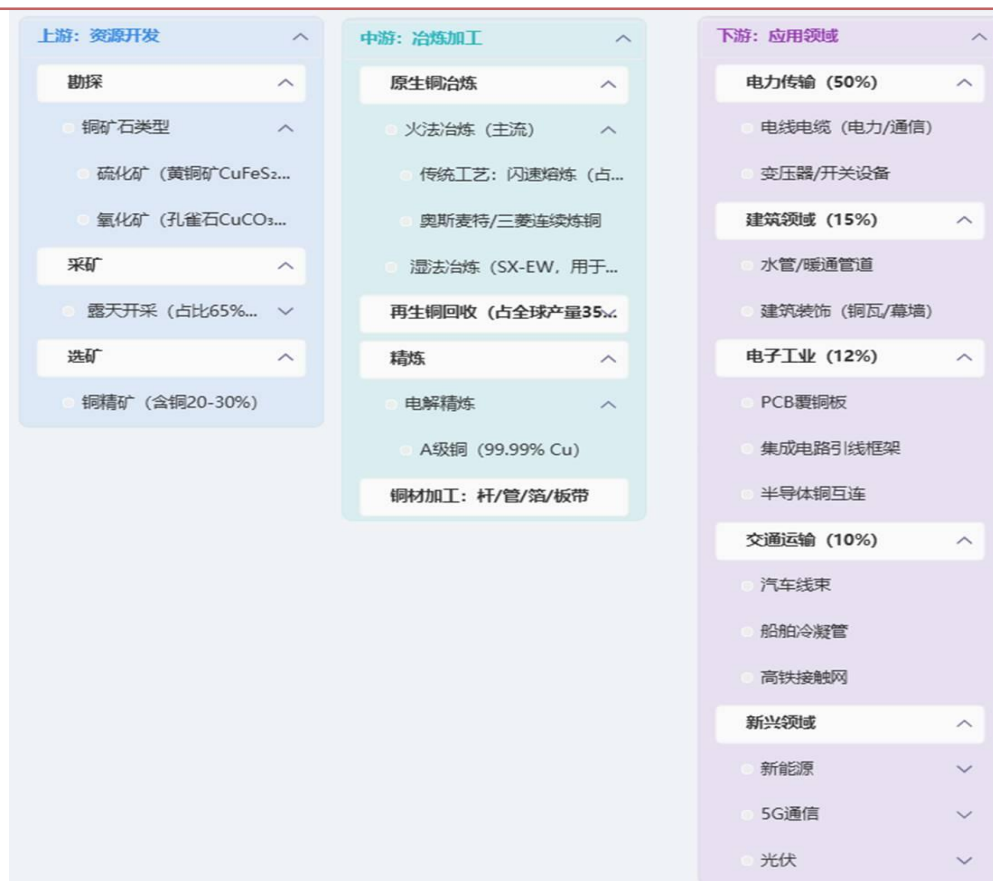 上游：资源开发
勘探
铜矿石类型
硫化矿（黄铜矿CuFeS₂...
氧化矿（孔雀石CuCO₃...
采矿
露天开采（占比65%...
选矿
铜精矿（含铜20-30%）
中游：冶炼加工
原生铜冶炼
火法冶炼（主流）
传统工艺：闪速熔炼（占...
奥斯麦特/三菱连续炼铜
湿法冶炼（SX-EW，用于...
再生铜回收（占全球产量35...
精炼
电解精炼
A级铜（99.99% Cu）
铜材加工：杆/管/箔/板带
下游：应用领域
电力传输（50%）
电线电缆（电力/通信）
变压器/开关设备
建筑领域（15%）
水管/暖通管道
建筑装饰（铜瓦/幕墙）
电子工业（12%）
PCB覆铜板
集成电路引线框架
半导体铜互连
交通运输（10%）
汽车线束
船舶冷凝管
高铁接触网
新兴领域
新能源
5G通信
光伏